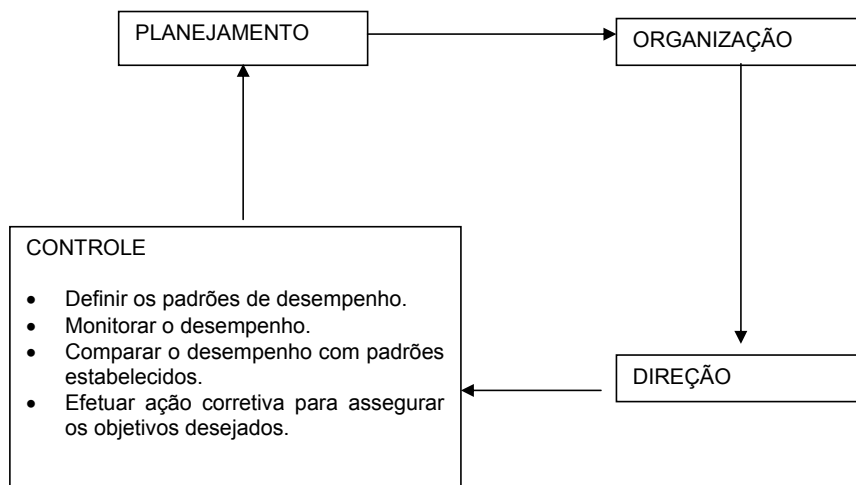 PLANEJAMENTO
ORGANIZAÇÃO
CONTROLE
• Definir os padrões de desempenho.
• Monitorar o desempenho.
• Comparar o desempenho com padrões
estabelecidos.
• Efetuar ação corretiva para assegurar
os objetivos desejados.
DIREÇÃO